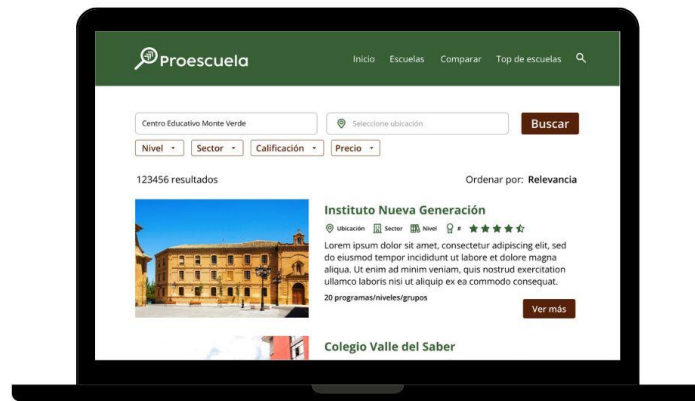 Proescuela
Inicio Escuelas Comparar Top de escuelas
Centro Educativo Monte Verde
Seleccione ubicación
Buscar
Nivel Sector Calificación Precio
123456 resultados
Ordenar por: Relevancia
Instituto Nueva Generación
Ubicación Sector Nivel #
Lorem ipsum dolor sit amet, consectetur adipiscing elit, sed
do eiusmod tempor incididunt ut labore et dolore magna
aliqua. Ut enim ad minim veniam, quis nostrud exercitation
ullamco laboris nisi ut aliquip ex ea commodo consequat.
20 programas/niveles/grupos
Ver más
Colegio Valle del Saber